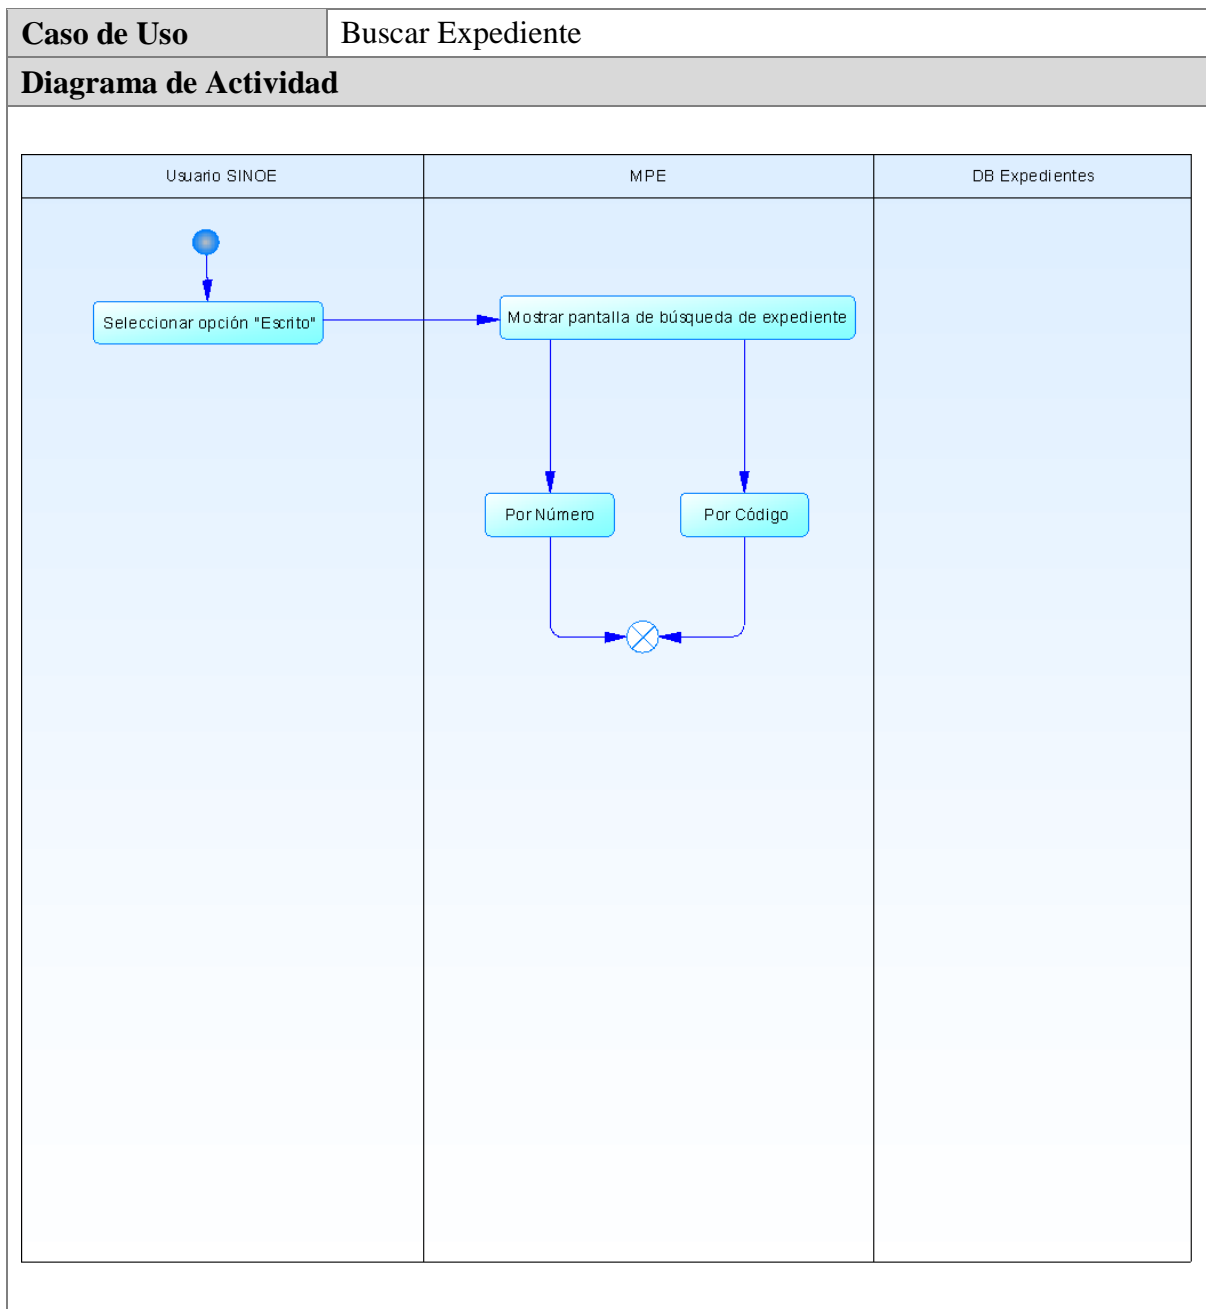 Caso de Uso
Buscar Expediente
Diagrama de Actividad
Usuario SINOE
MPE
DB Expedientes
Seleccionar opción "Escrito"
Mostrar pantalla de búsqueda de expediente
Por Número
Por Código